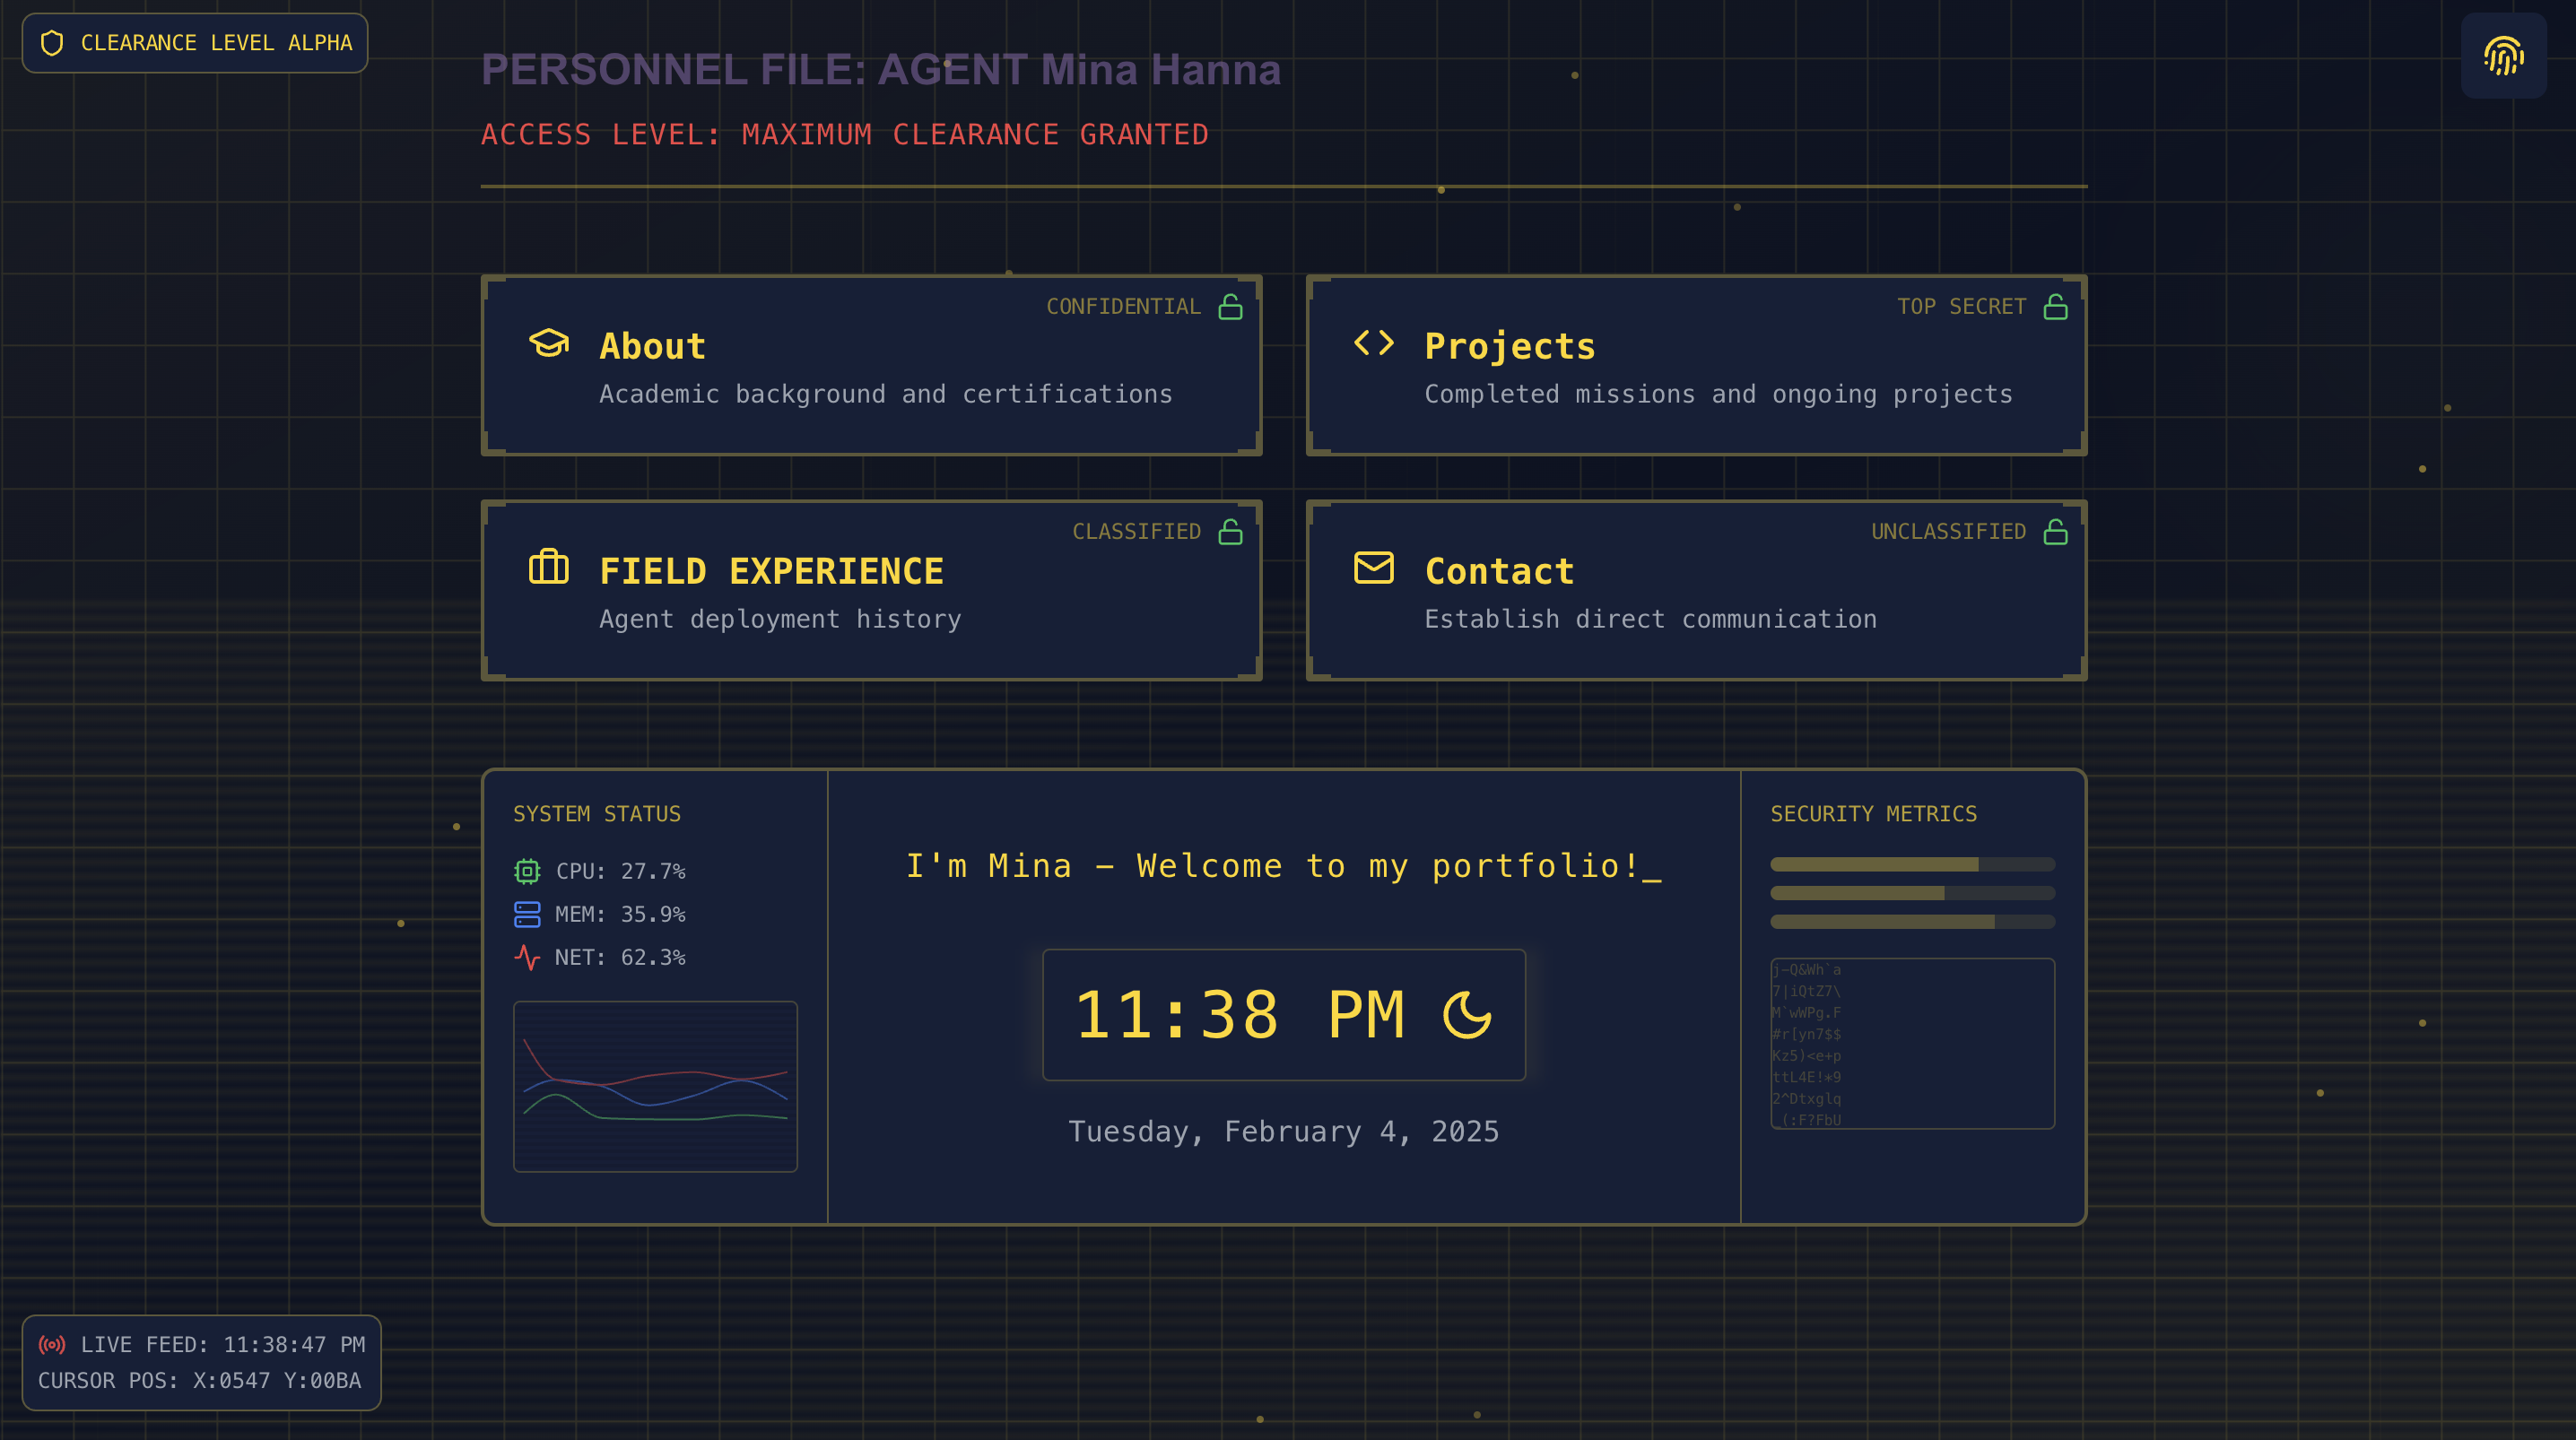 CLEARANCE LEVEL ALPHA
PERSONNEL FILE: AGENT Mina Hanna
ACCESS LEVEL: MAXIMUM CLEARANCE GRANTED
CONFIDENTIAL
About
Academic background and certifications
TOP SECRET
Projects
Completed missions and ongoing projects
CLASSIFIED
FIELD EXPERIENCE
Agent deployment history
UNCLASSIFIED
Contact
Establish direct communication
SYSTEM STATUS
CPU: 27.7%
MEM: 35.9%
NET: 62.3%
I'm Mina – Welcome to my portfolio!_
11:38 PM
Tuesday, February 4, 2025
SECURITY METRICS
j~Q&Wh`a
7|iQtZ7\
M`wWPg.F
#r[yn7$$
Kz5)<e+p
ttL4E!*9
2^Dtxglq
_(:F?FbU
LIVE FEED: 11:38:47 PM
CURSOR POS: X:0547 Y:00BA